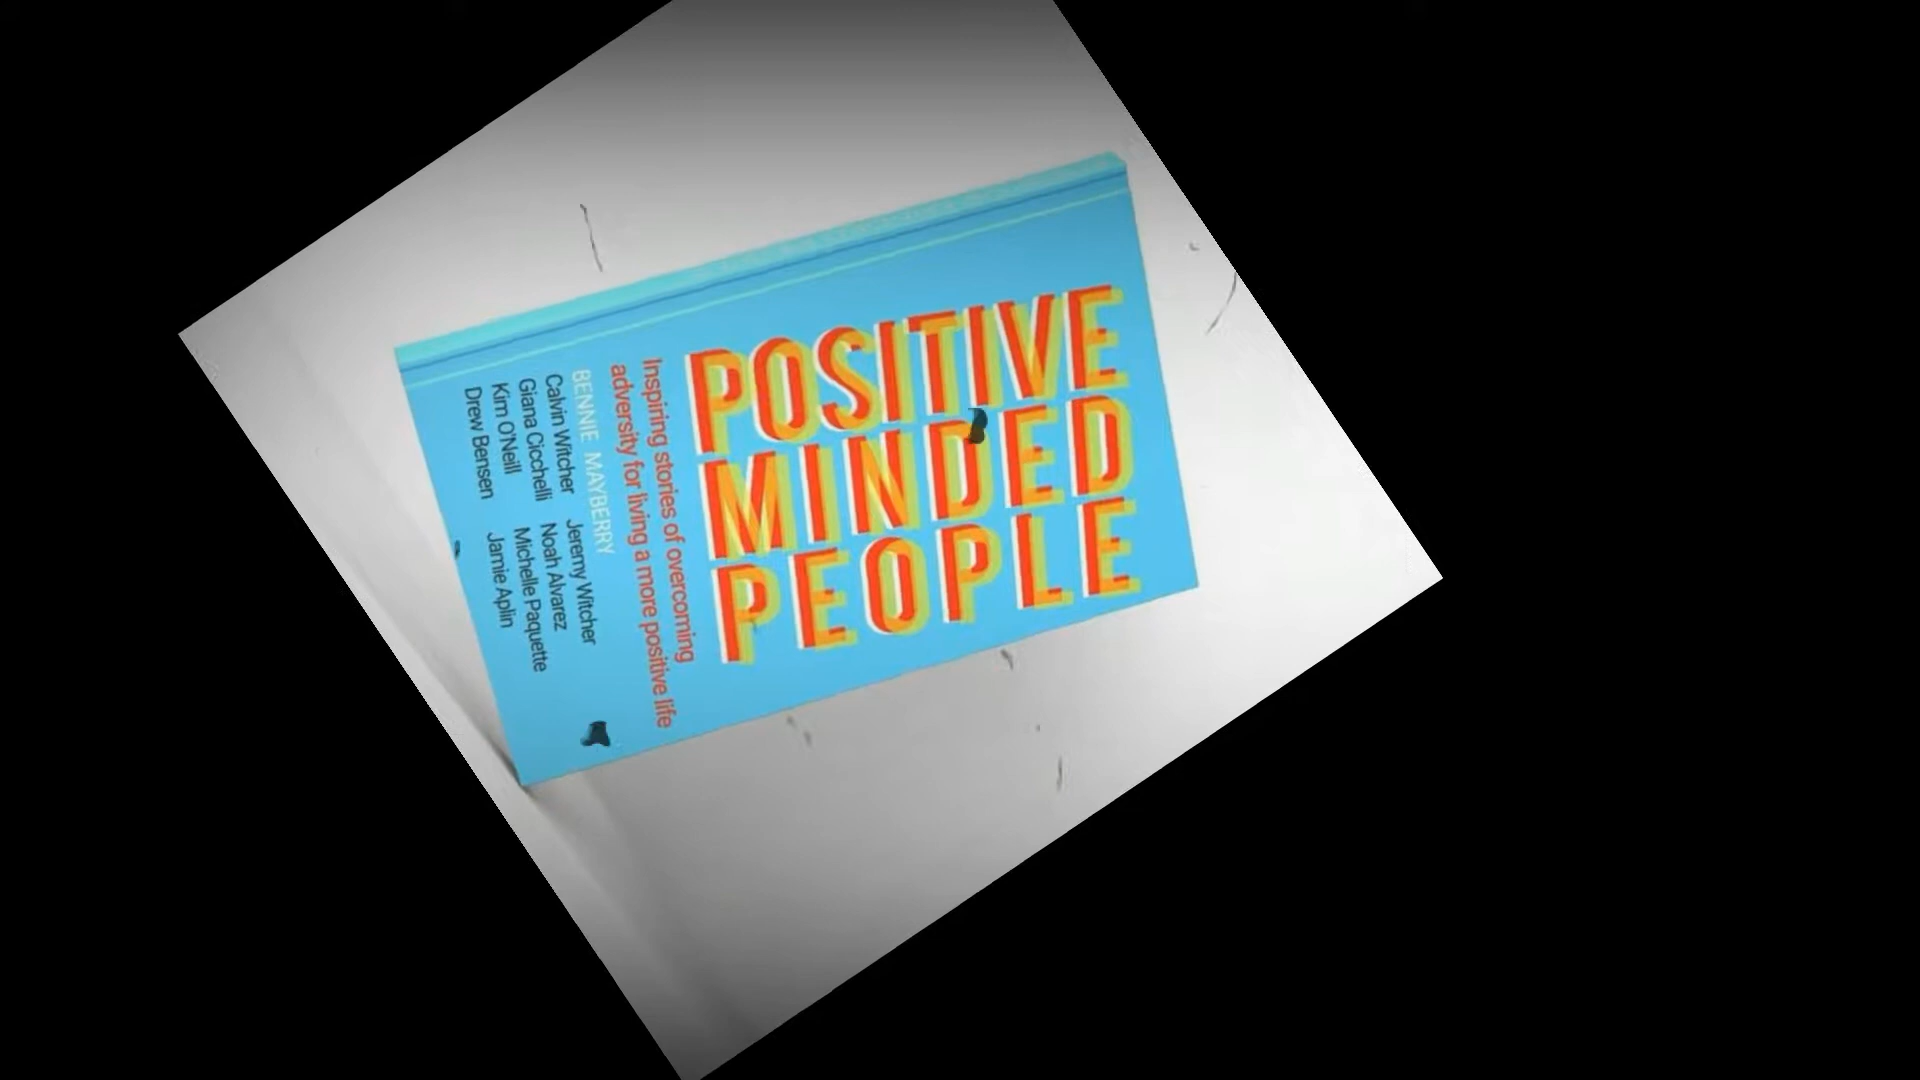 POSITIVE
MINDED
PEOPLE
Inspiring stories of overcoming
adversity for living a more positive life
BENNIE MAYBERRY
Calvin Witcher
Jeremy Witcher
Giana Cicchelli
Noah Alvarez
Kim O'Neill
Michelle Paquette
Drew Bensen
Jamie Aplin